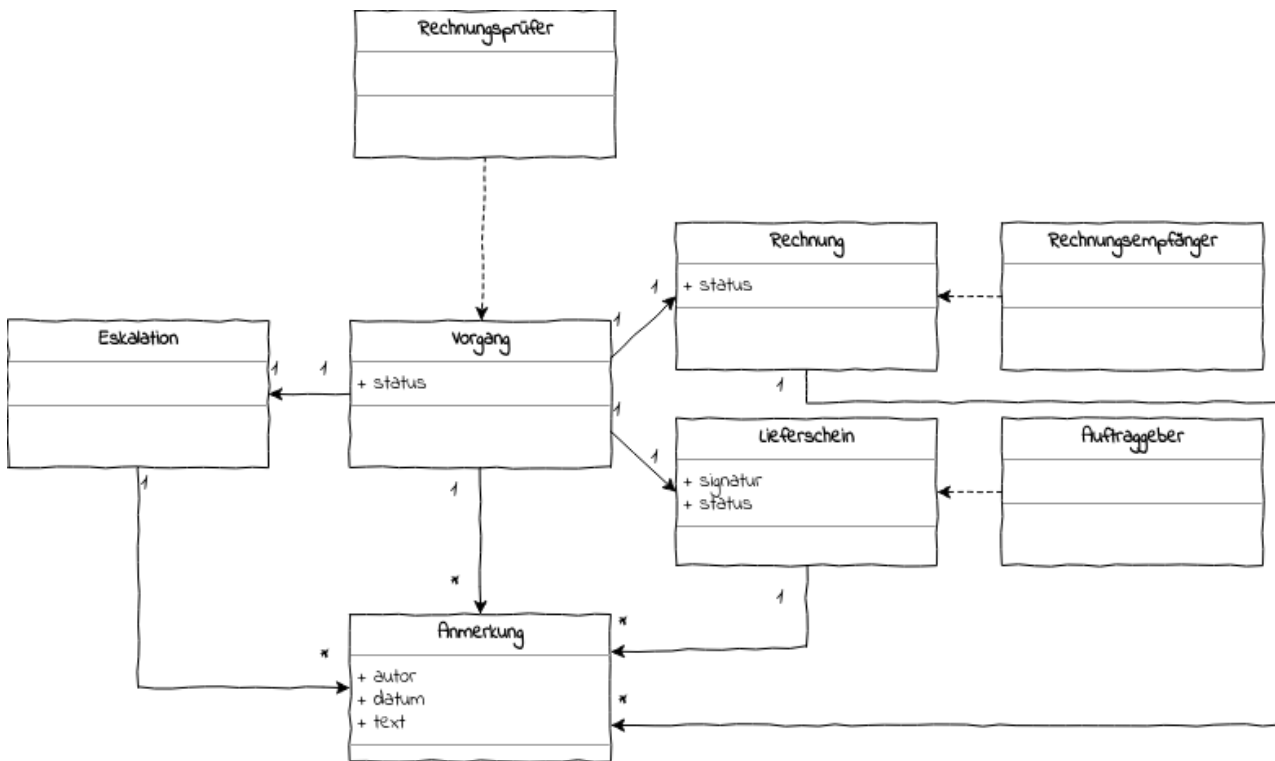 Rechnungsprüfer
Rechnung
+ status
Rechnungsempfänger
1
1
Eskalation
Vorgang
+ status
1
1
1
1
Lieferschein
+ signatur
+ status
Auftraggeber
1
1
1
*
1
Anmerkung
+ autor
+ datum
+ text
*
*
*